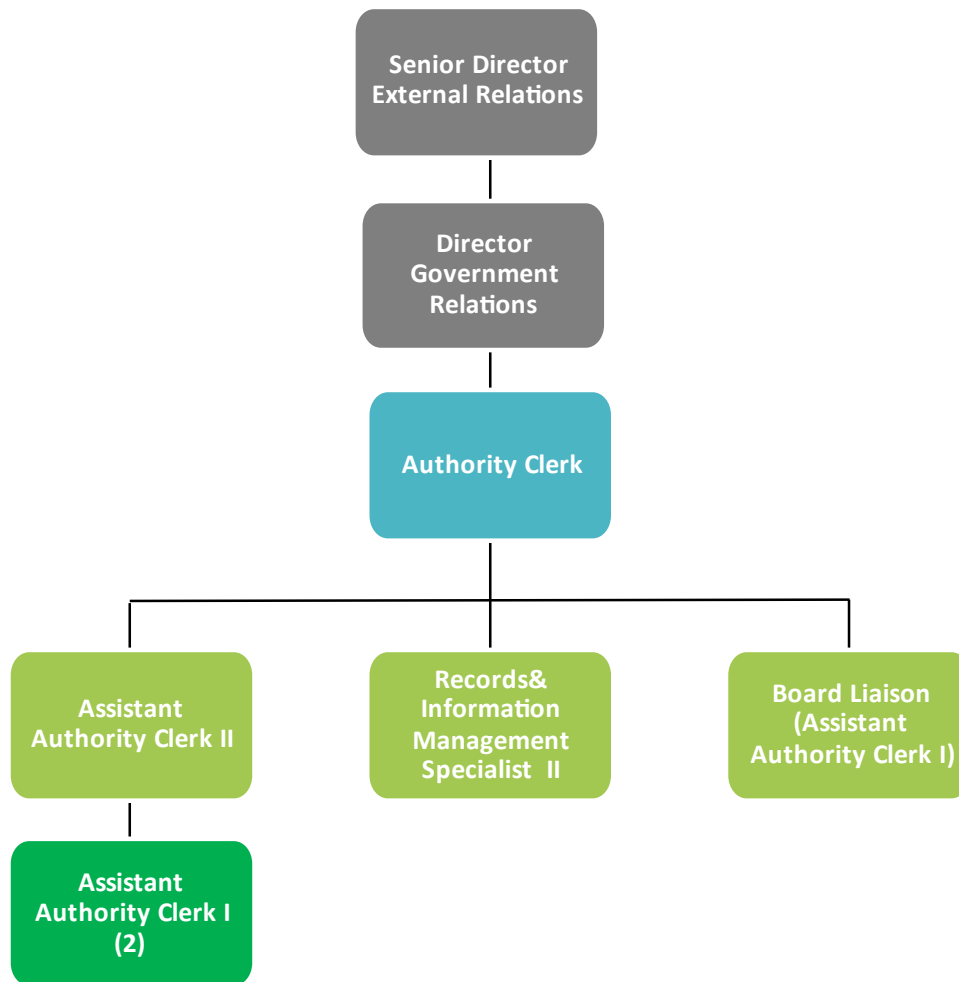 Senior Director
External Relations
Director
Government
Relations
Authority Clerk
Assistant
Authority Clerk II
Records&
Information
Management
Specialist II
Board Liaison
(Assistant
Authority Clerk I)
Assistant
Authority Clerk I
(2)